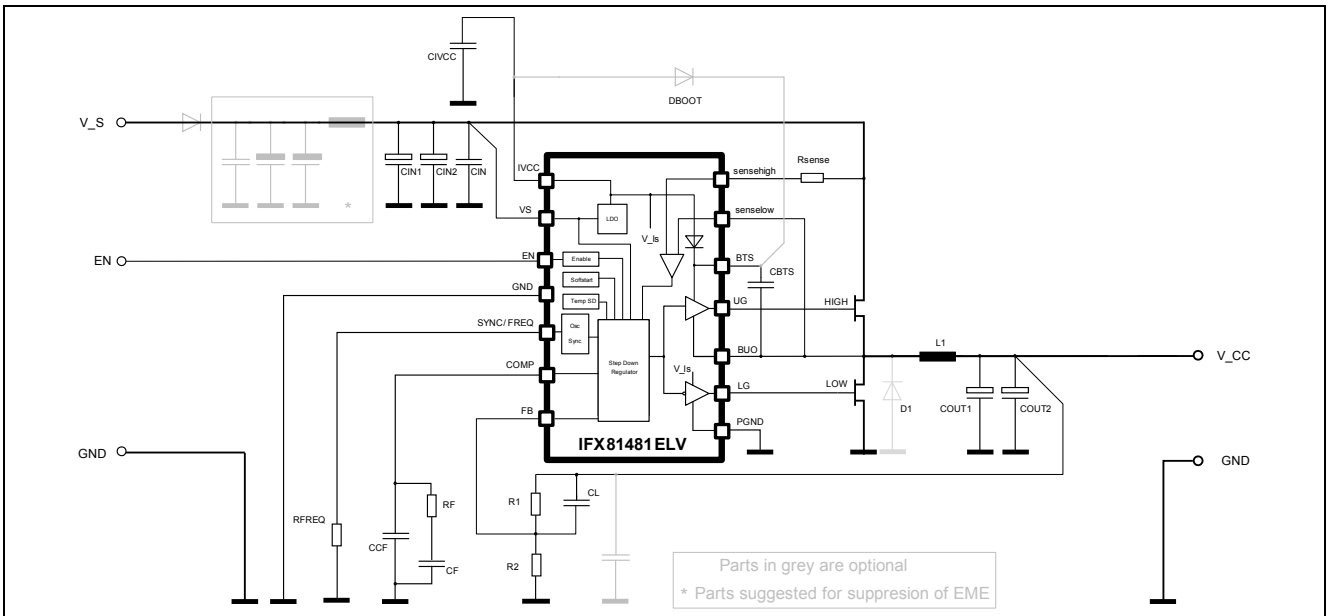 CIVCC
DBOOT
V_S
CIN1
CIN2
CIN
*
IVCC
VS
EN
EN
GND
SYNC/ FREQ
COMP
FB
LDO
V_ls
Enable
Softstart
Temp SD
Osc
Sync
Step Down
Regulator
V_ls
sensehigh
senselow
BTS
UG
BUO
LG
PGND
IFX81481ELV
Rsense
CBTS
HIGH
LOW
L1
D1
COUT1
COUT2
V_CC
GND
GND
RFREQ
CCF
RF
CF
R1
CL
R2
Parts in grey are optional
* Parts suggested for suppresion of EME